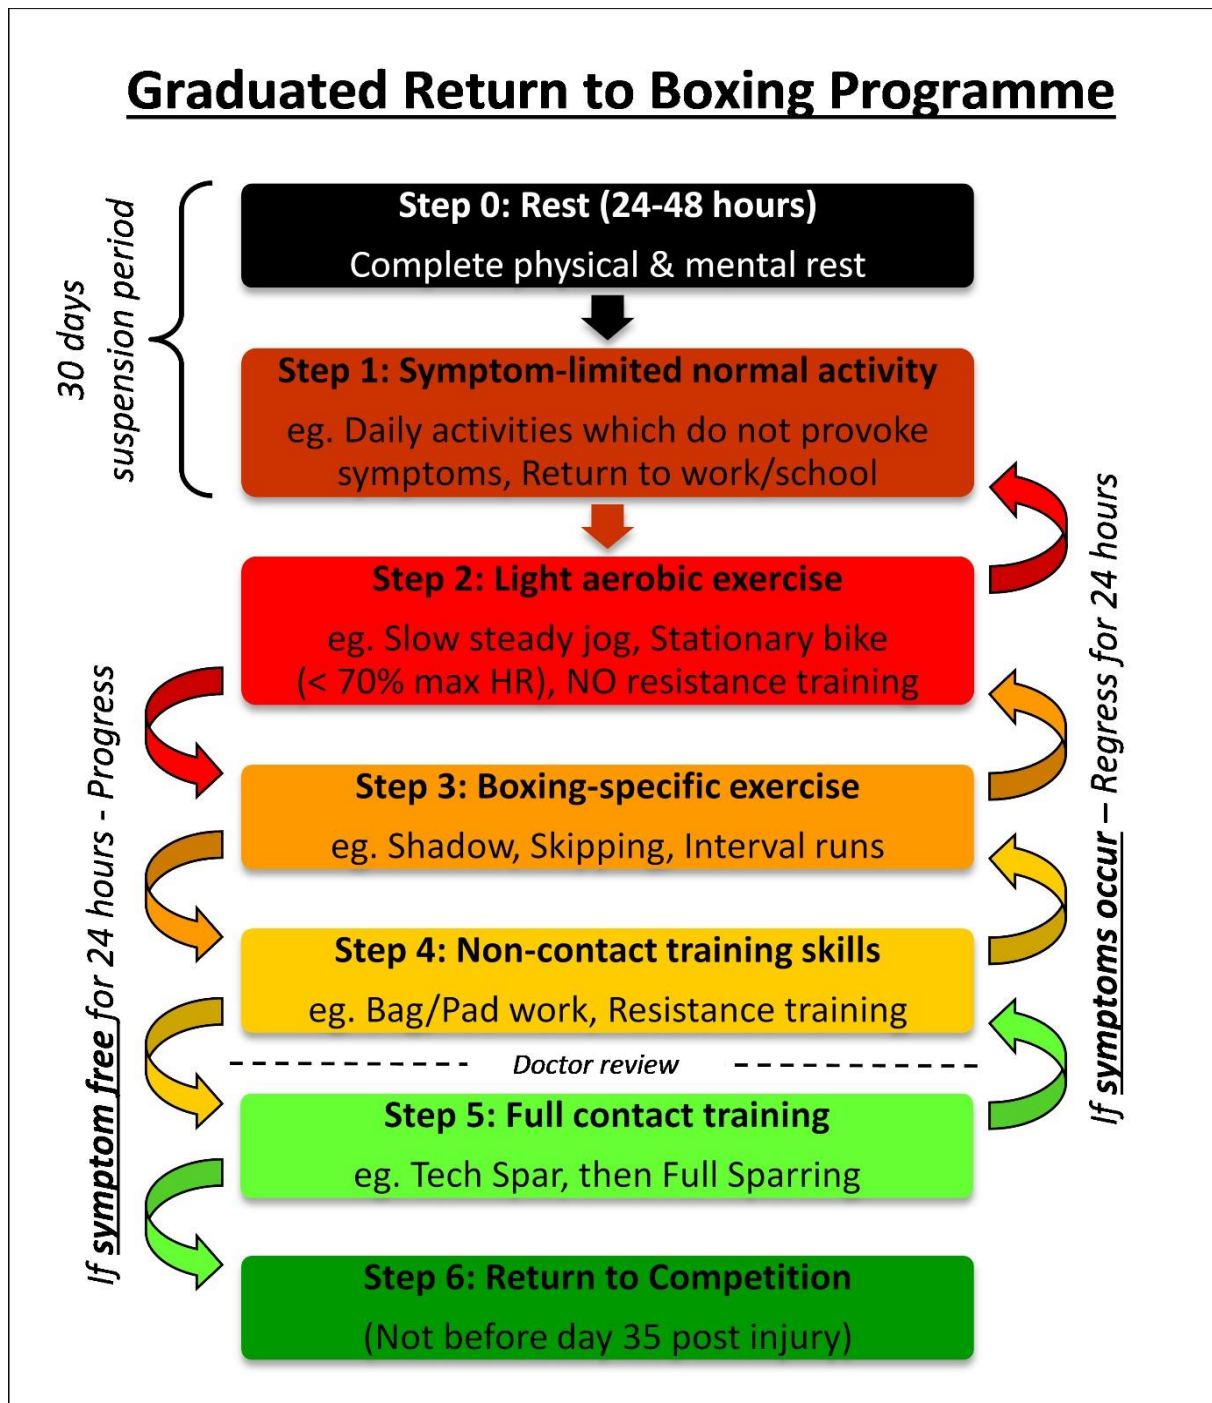 Graduated Return to Boxing Programme
30 days
suspension period
Step 0: Rest (24-48 hours)
Complete physical & mental rest
Step 1: Symptom-limited normal activity
eg. Daily activities which do not provoke
symptoms, Return to work/school
Step 2: Light aerobic exercise
eg. Slow steady jog, Stationary bike
(< 70% max HR), NO resistance training
If symptom free for 24 hours - Progress
If symptoms occur – Regress for 24 hours
Step 3: Boxing-specific exercise
eg. Shadow, Skipping, Interval runs
Step 4: Non-contact training skills
eg. Bag/Pad work, Resistance training
Doctor review
Step 5: Full contact training
eg. Tech Spar, then Full Sparring
Step 6: Return to Competition
(Not before day 35 post injury)